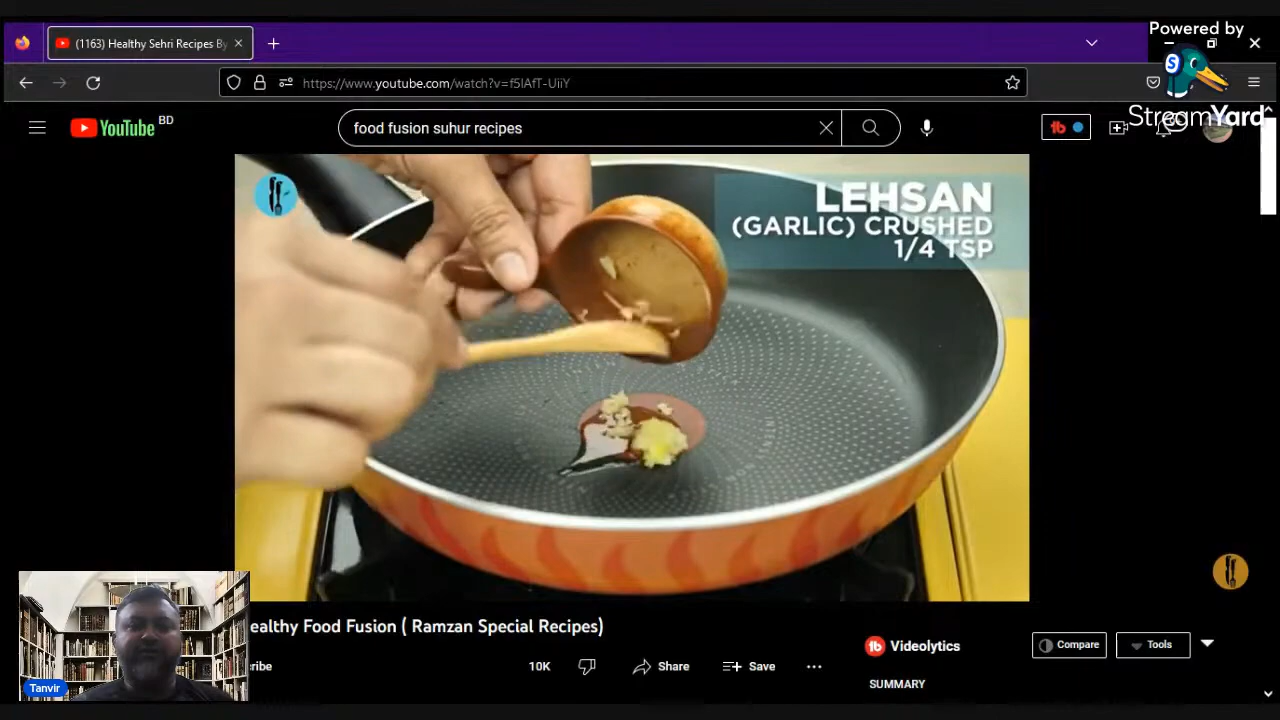 Powered by
StreamYard
(1163) Healthy Sehri Recipes By
https://www.youtube.com/watch?v=f5IAfT-UiiY
YouTube BD
food fusion suhur recipes
LEHSAN
(GARLIC) CRUSHED
1/4 TSP
Tanvir
ealthy Food Fusion ( Ramzan Special Recipes)
ribe
10K
Share
Save
Videolytics
Compare
Tools
SUMMARY